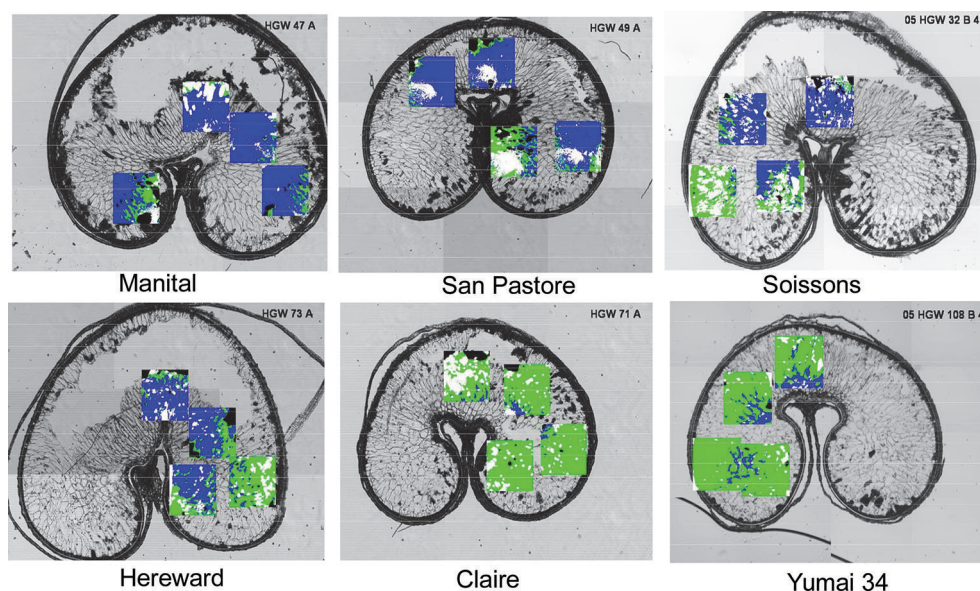 HGW 47 A
HGW 49 A
05 HGW 32 B 4
Manital
San Pastore
Soissons
HGW 73 A
HGW 71 A
05 HGW 108 B 4
Hereward
Claire
Yumai 34